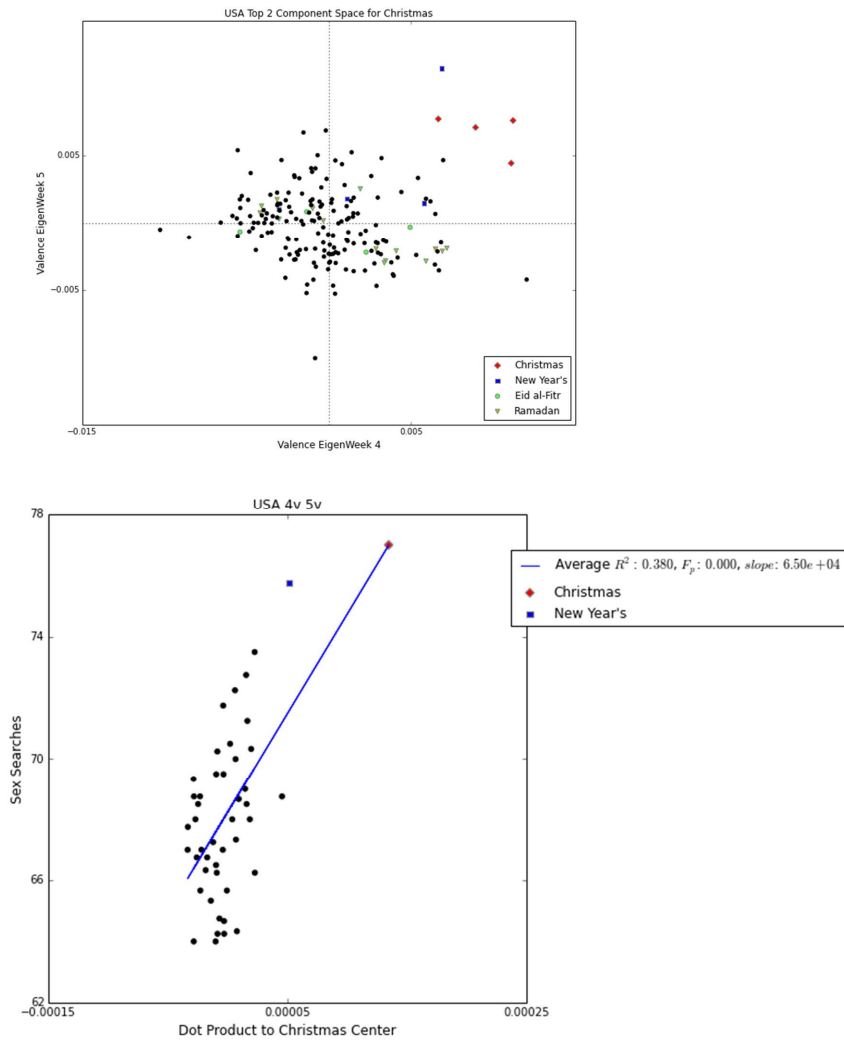 USA Top 2 Component Space for Christmas
0.005
−0.005
Valence EigenWeek 5
Christmas
New Year's
Eid al-Fitr
Ramadan
−0.015
0.005
Valence EigenWeek 4
USA 4v 5v
78
74
70
66
62
Sex Searches
Average R² : 0.380, Fₚ : 0.000, slope : 6.50e + 04
Christmas
New Year's
−0.00015
0.00005
0.00025
Dot Product to Christmas Center